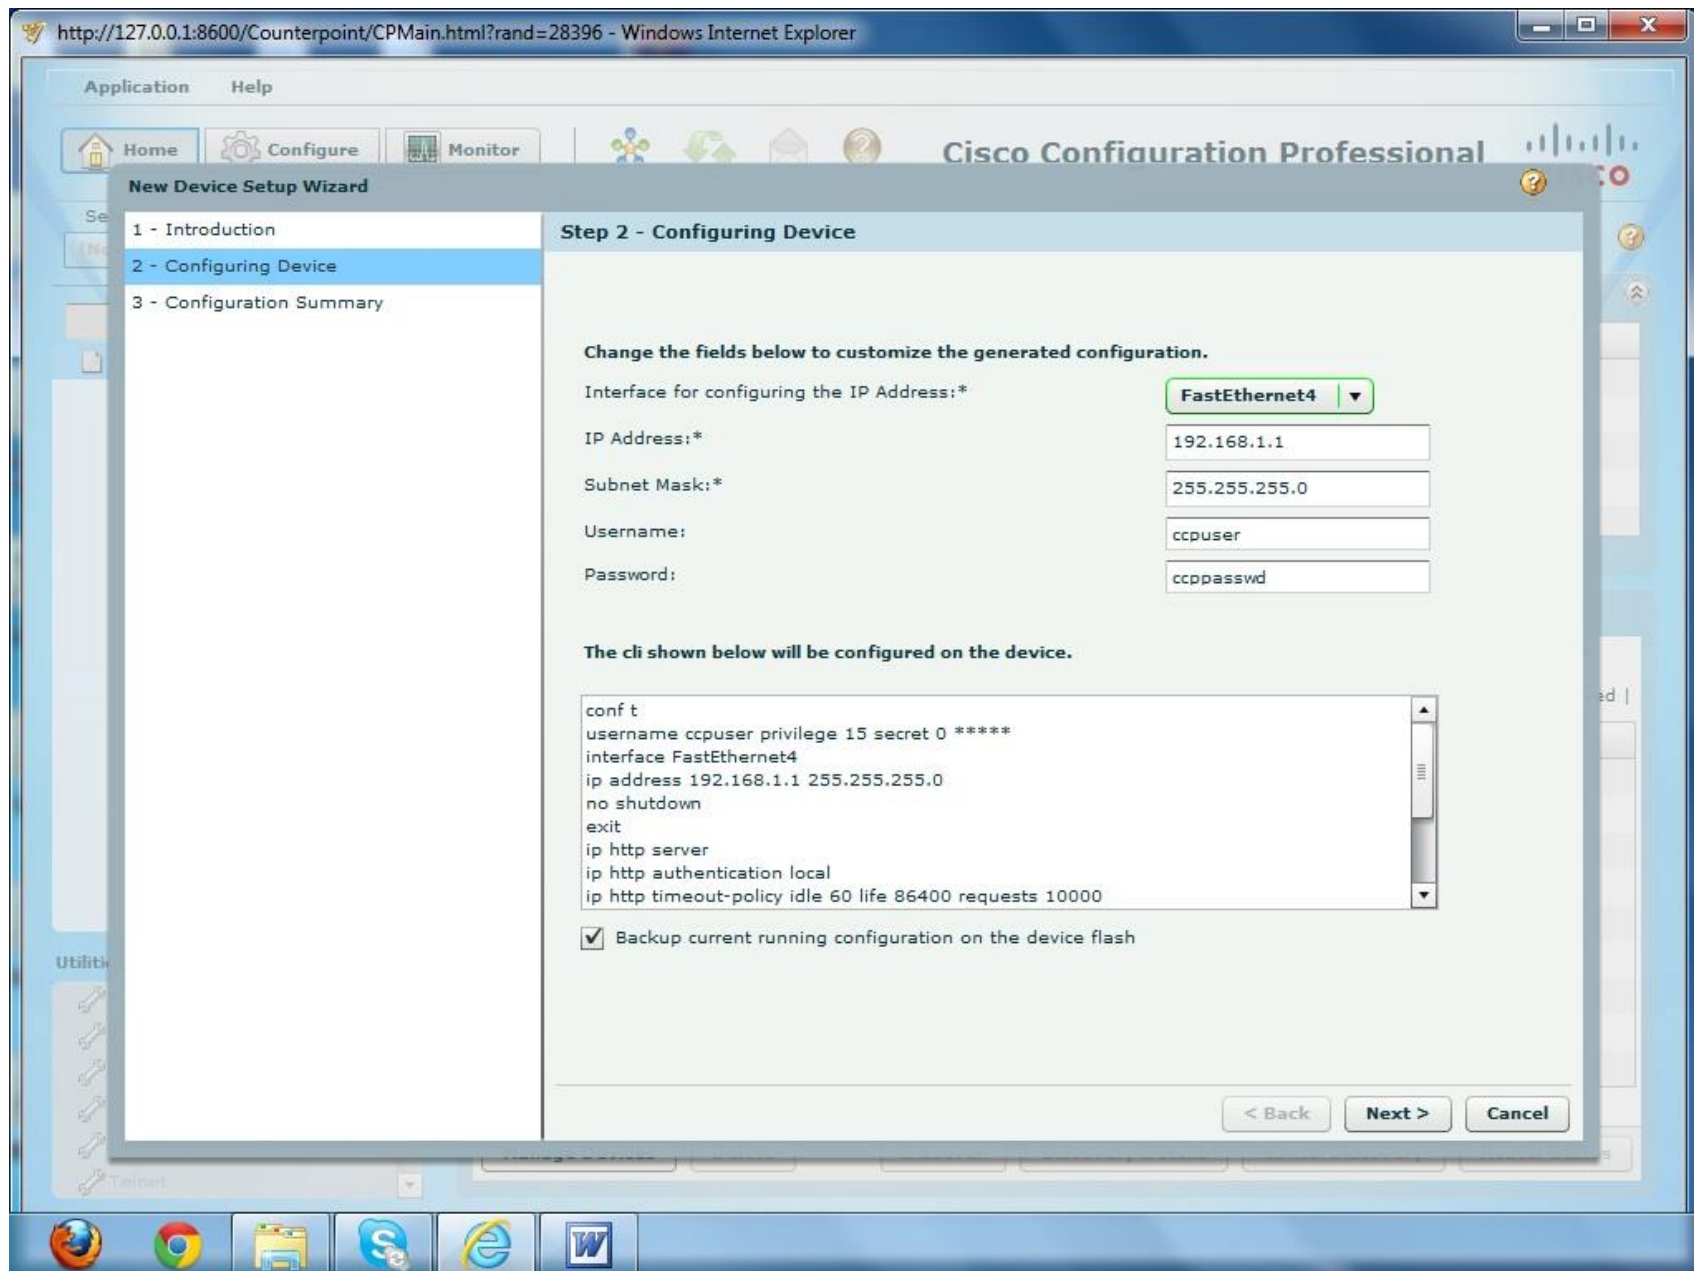 http://127.0.0.1:8600/Counterpoint/CPMain.html?rand=28396 - Windows Internet Explorer
Application Help
Home Configure Monitor Cisco Configuration Professional
New Device Setup Wizard
Se
1 - Introduction
2 - Configuring Device
3 - Configuration Summary
Step 2 - Configuring Device
Change the fields below to customize the generated configuration.
Interface for configuring the IP Address:* FastEthernet4
IP Address:* 192.168.1.1
Subnet Mask:* 255.255.255.0
Username: ccpuser
Password: ccppasswd
The cli shown below will be configured on the device.
conf t
username ccpuser privilege 15 secret 0 *****
interface FastEthernet4
ip address 192.168.1.1 255.255.255.0
no shutdown
exit
ip http server
ip http authentication local
ip http timeout-policy idle 60 life 86400 requests 10000
Backup current running configuration on the device flash
Utiliti
< Back Next > Cancel
Manage Devices
Telnet